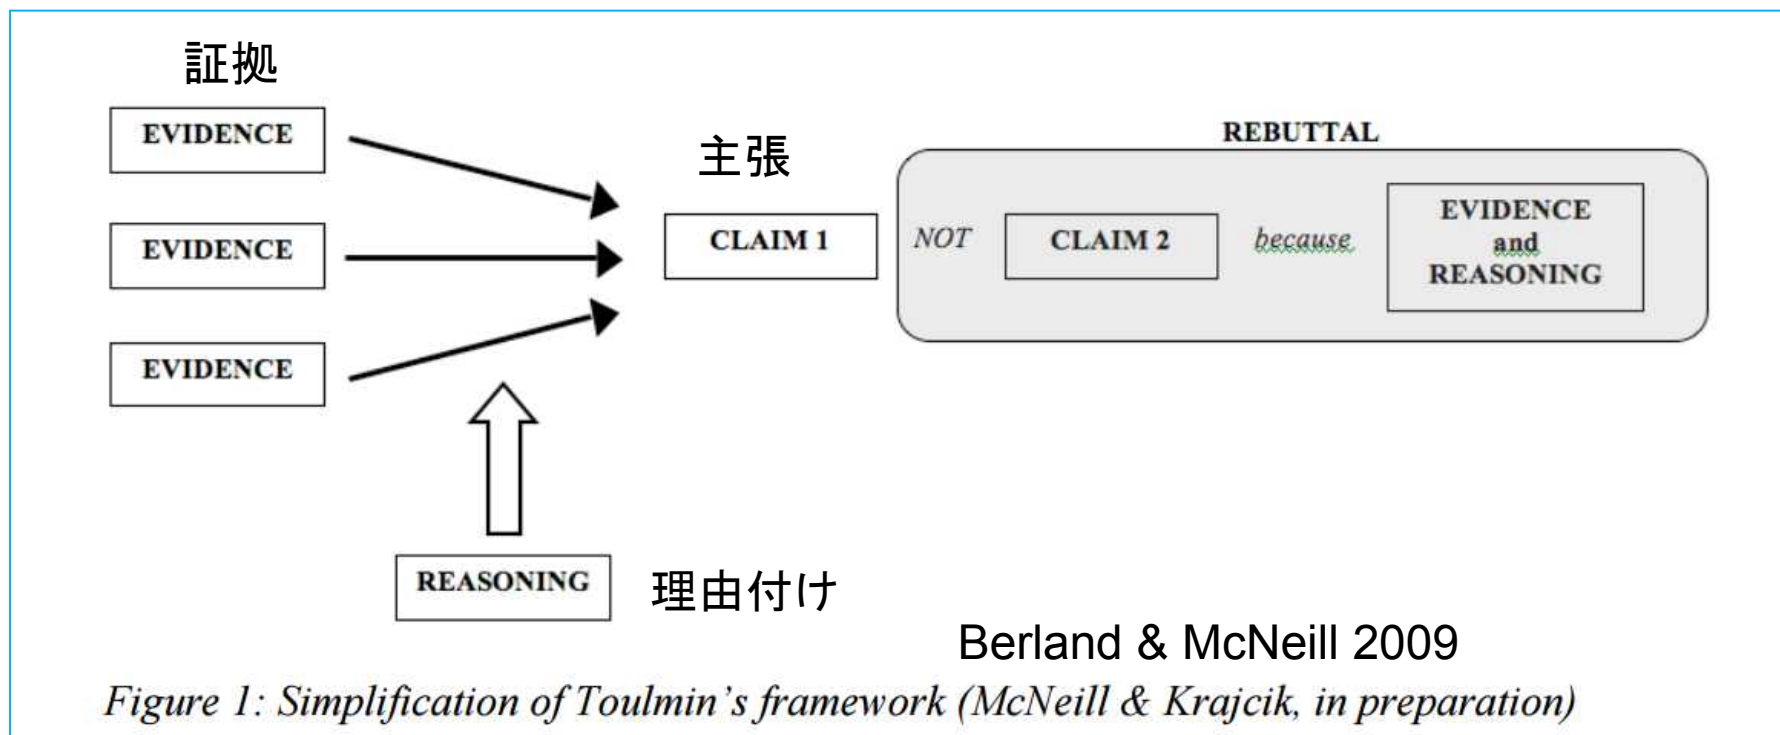 証拠
EVIDENCE
EVIDENCE
EVIDENCE
主張
CLAIM 1
REBUTTAL
NOT
CLAIM 2
because
EVIDENCE
and
REASONING
REASONING
理由付け
Berland & McNeill 2009
Figure 1: Simplification of Toulmin's framework (McNeill & Krajcik, in preparation)